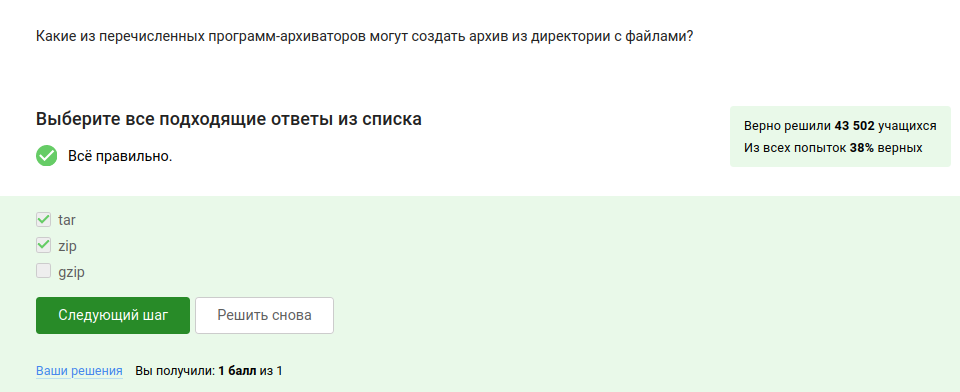 Какие из перечисленных программ-архиваторов могут создать архив из директории с файлами?
Выберите все подходящие ответы из списка
Всё правильно.
Верно решили 43 502 учащихся
Из всех попыток 38% верных
tar
zip
gzip
Следующий шаг
Решить снова
Ваши решения Вы получили: 1 балл из 1